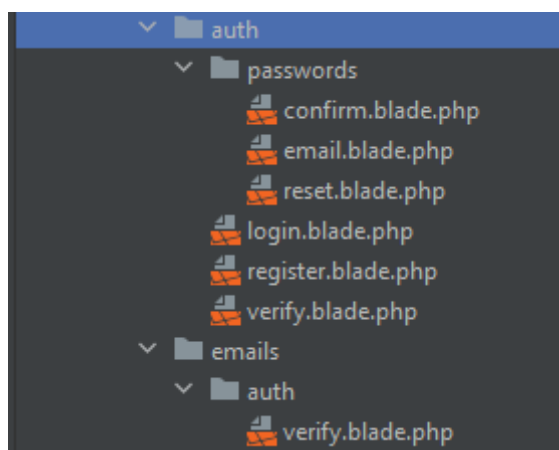 auth
passwords
confirm.blade.php
email.blade.php
reset.blade.php
login.blade.php
register.blade.php
verify.blade.php
emails
auth
verify.blade.php